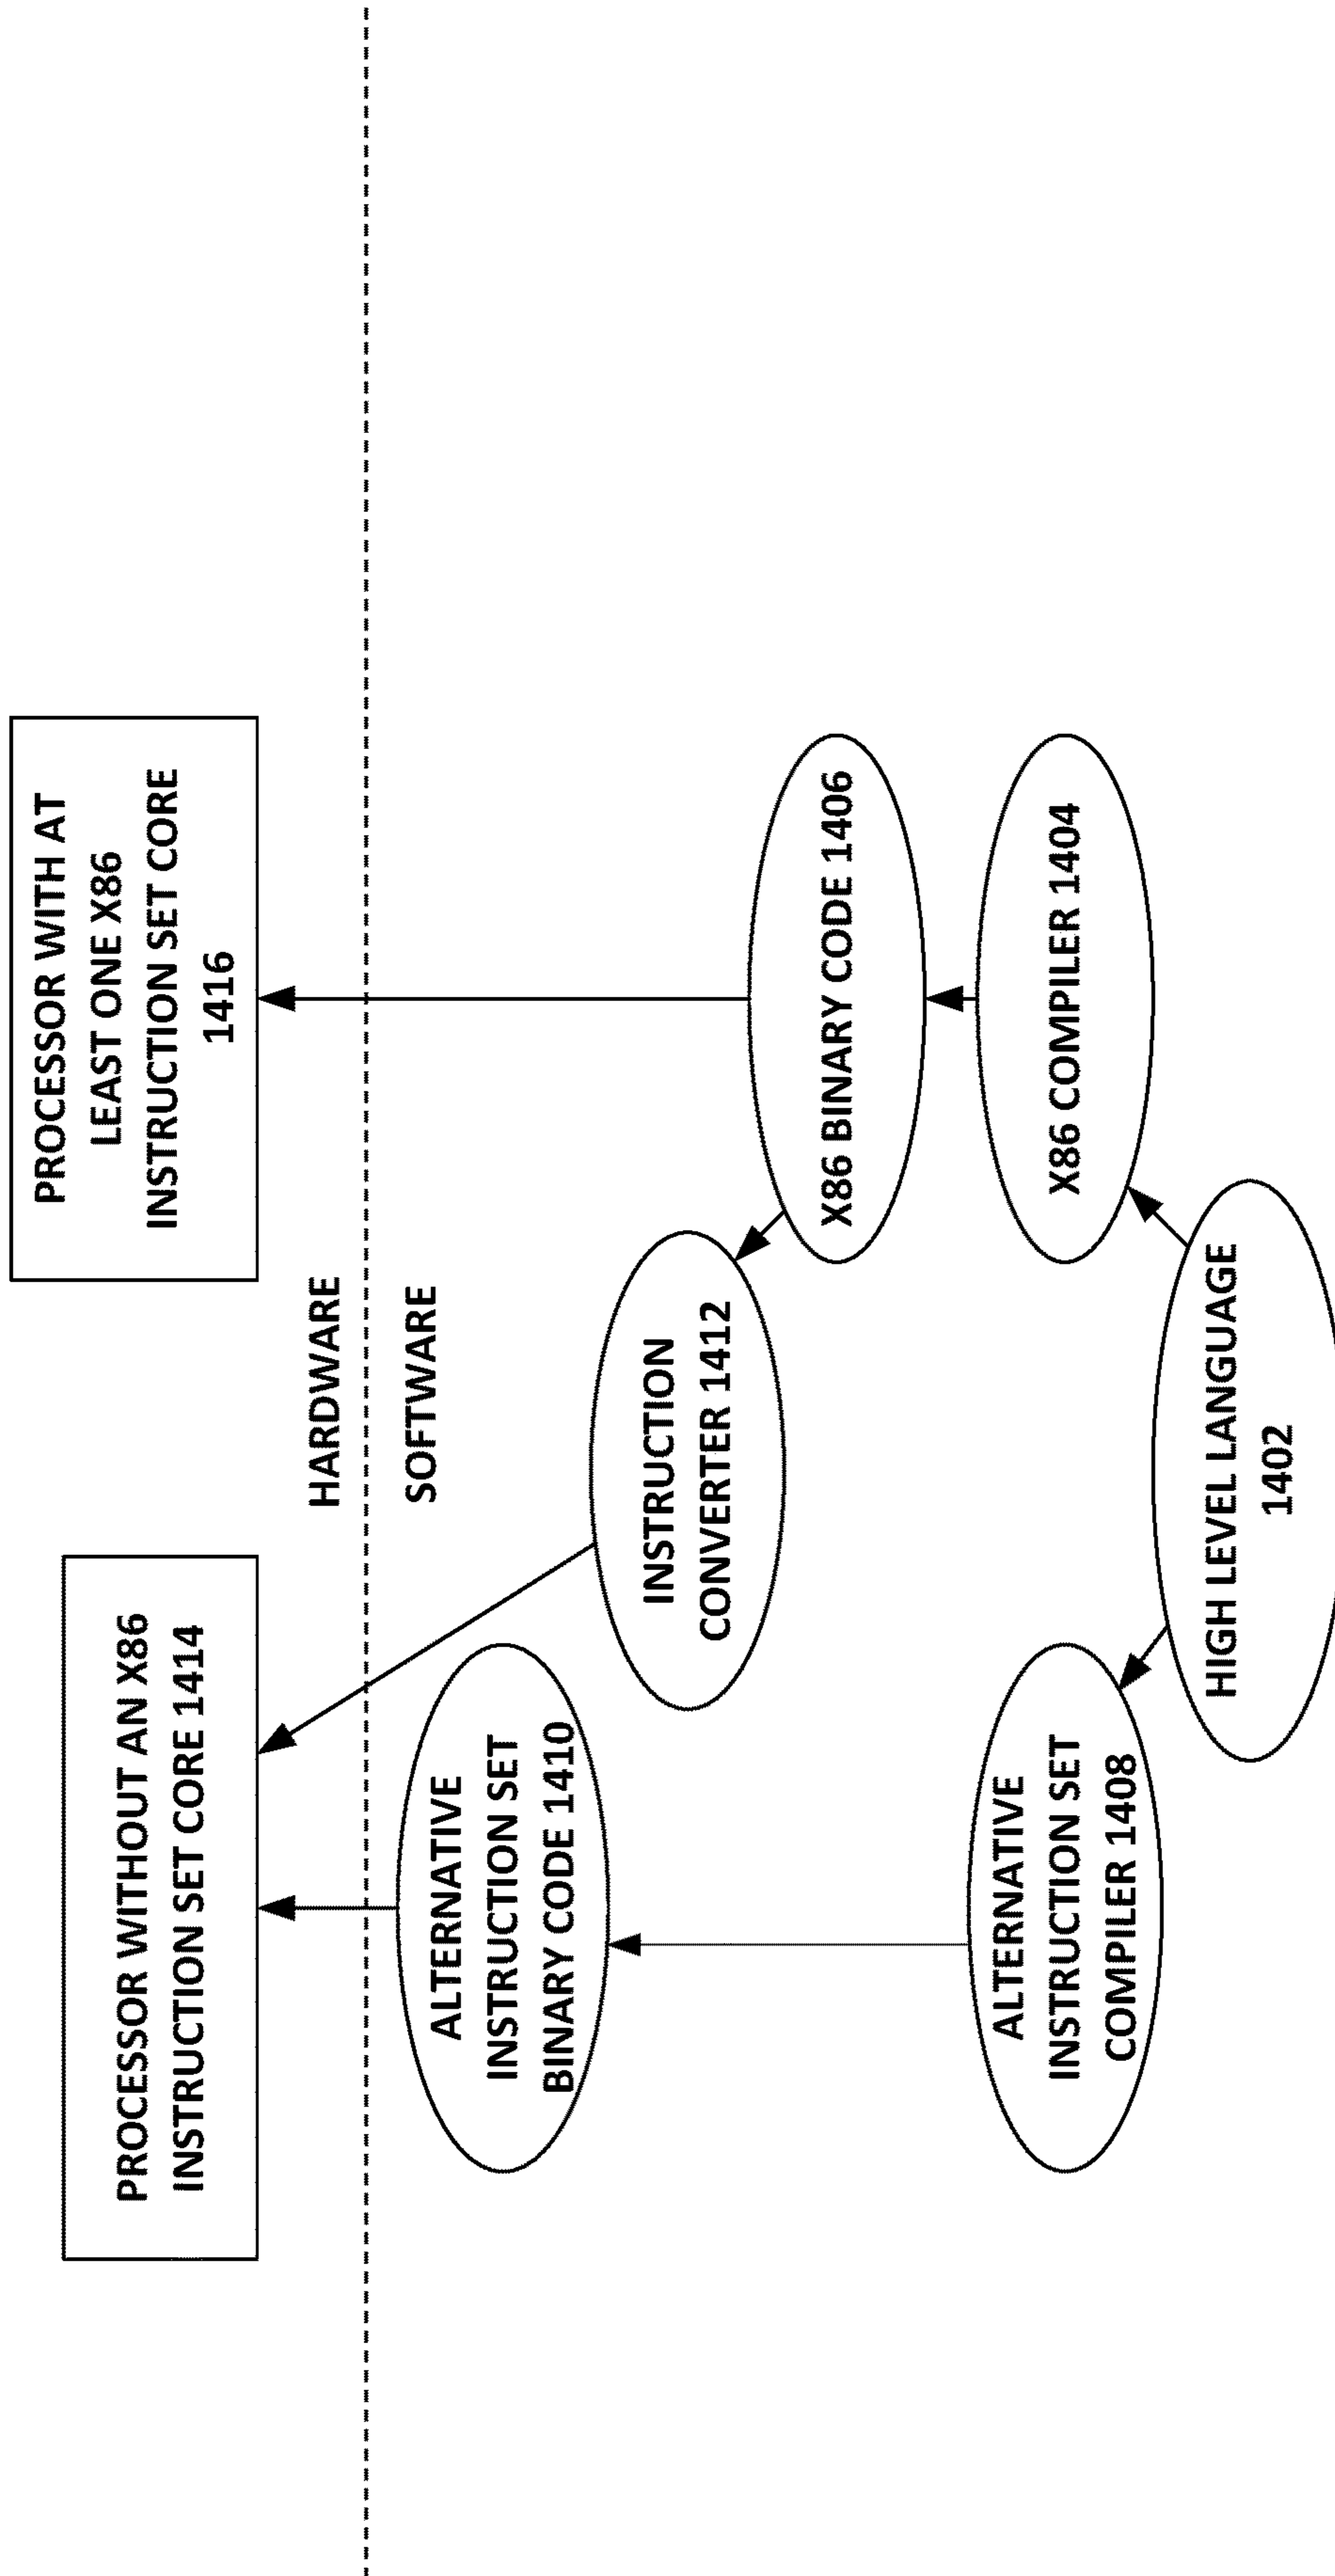 PROCESSOR WITHOUT AN X86
INSTRUCTION SET CORE 1414
PROCESSOR WITH AT
LEAST ONE X86
INSTRUCTION SET CORE
1416
HARDWARE
SOFTWARE
ALTERNATIVE
INSTRUCTION SET
BINARY CODE 1410
INSTRUCTION
CONVERTER 1412
X86 BINARY CODE 1406
ALTERNATIVE
INSTRUCTION SET
COMPILER 1408
X86 COMPILER 1404
HIGH LEVEL LANGUAGE
1402